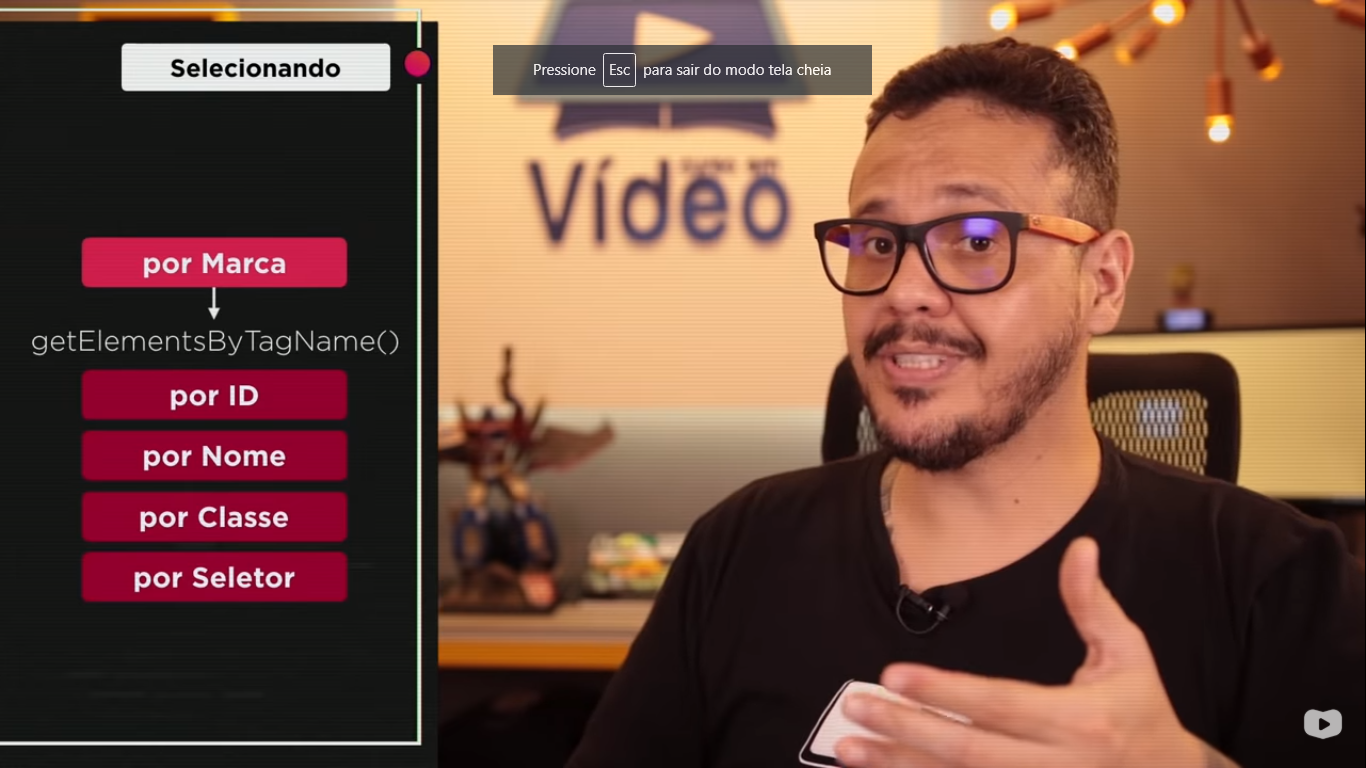 Selecionando
por Marca
getElementsByTagName()
por ID
por Nome
por Classe
por Seletor
Pressione Esc para sair do modo tela cheia
Vídeo